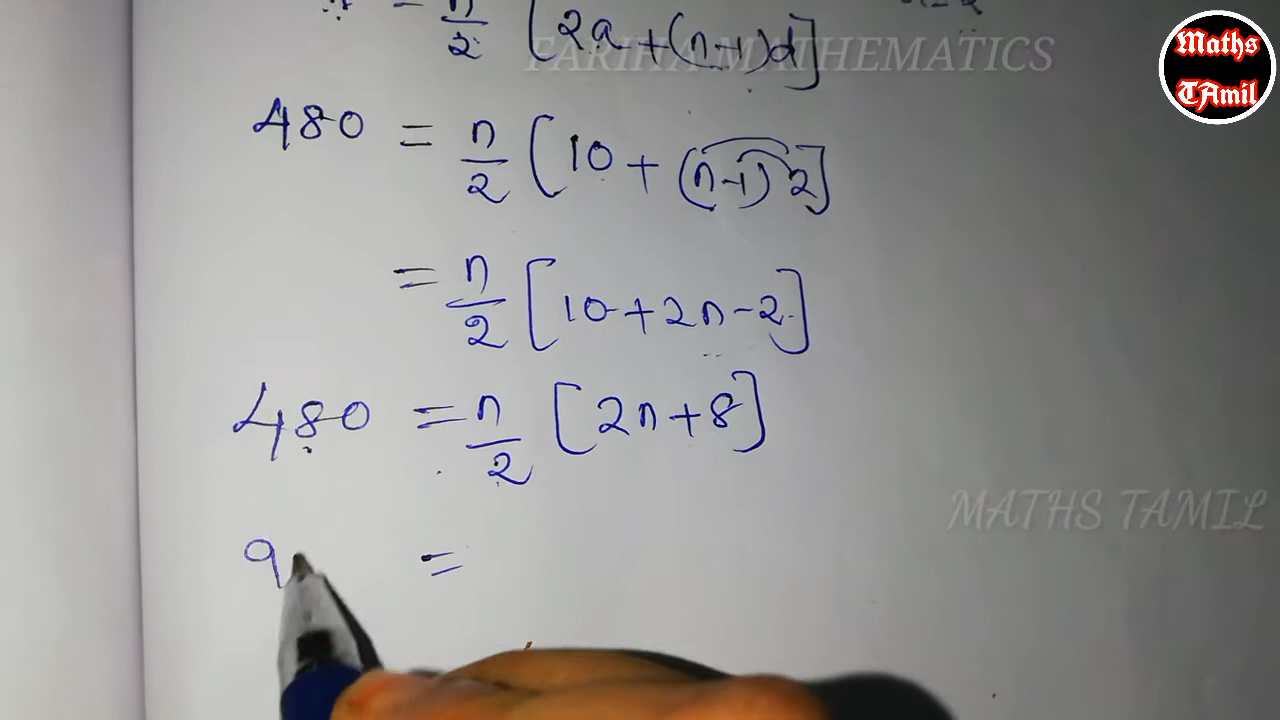 = n/2 [2a + (n-1)d]
FARIHA MATHEMATICS
Maths
TAmil
480 = n/2 [10 + (n-1)2]
= n/2 [10 + 2n - 2]
480 = n/2 [2n + 8]
MATHS TAMIL
9 =